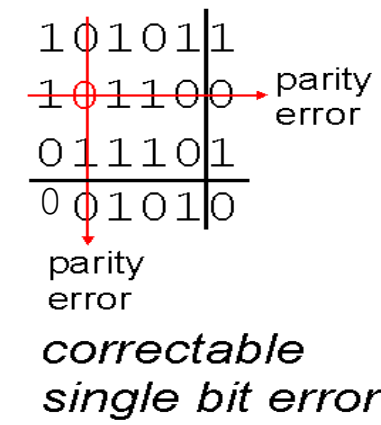 101011
101100
parity
error
011101
001010
parity
error
correctable
single bit error